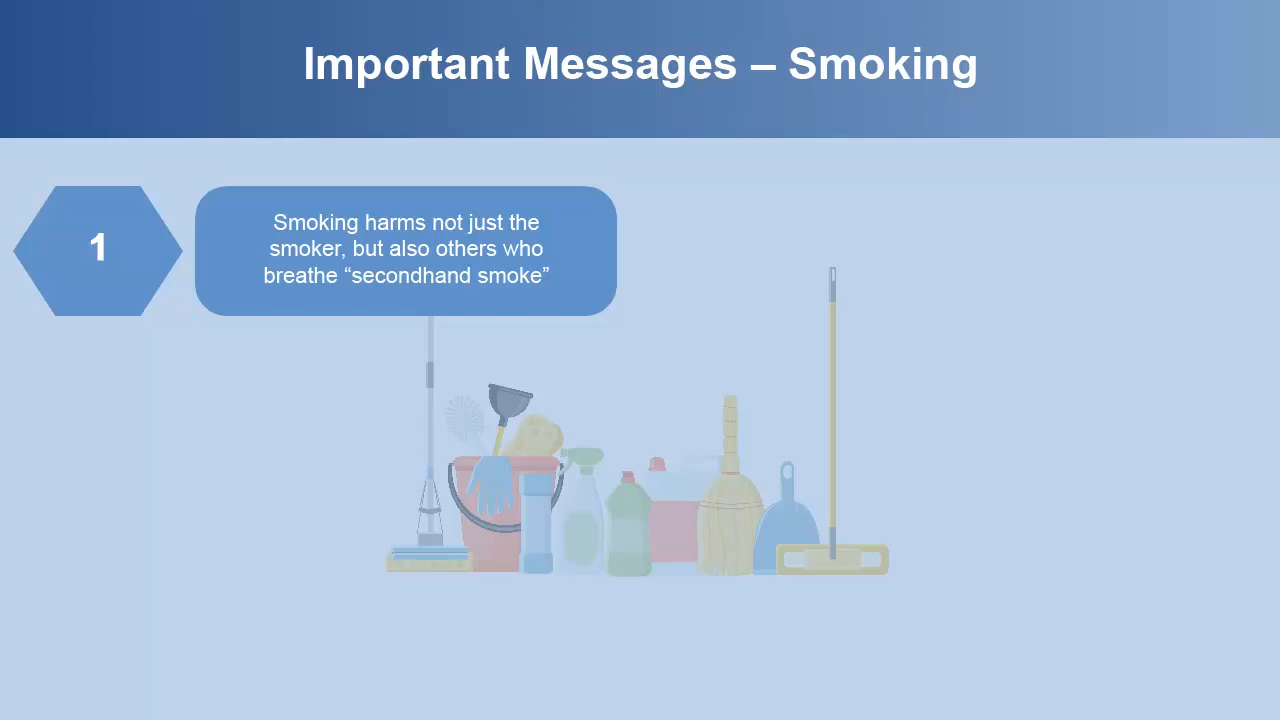 Important Messages – Smoking
1
Smoking harms not just the
smoker, but also others who
breathe “secondhand smoke”